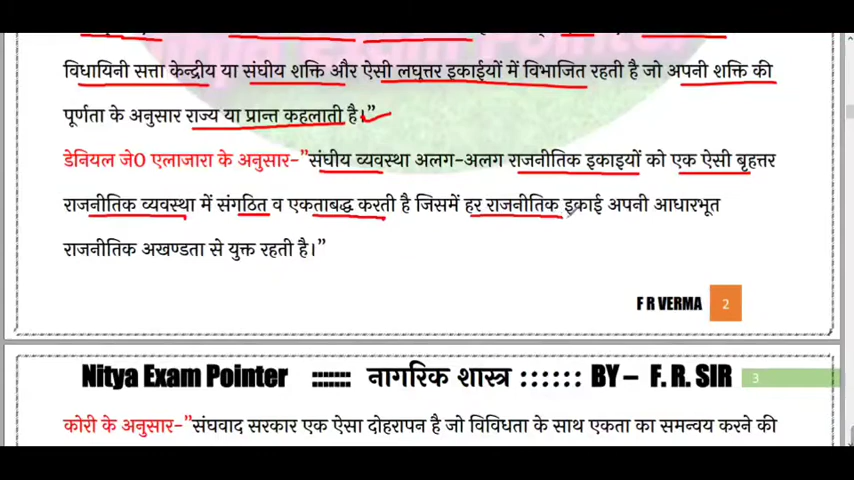 विधायिनी सत्ता केन्द्रीय या संघीय शक्ति और ऐसी लघुत्तर इकाईयों में विभाजित रहती है जो अपनी शक्ति की
पूर्णता के अनुसार राज्य या प्रान्त कहलाती है।”
डेनियल जे0 एलाजारा के अनुसार-”संघीय व्यवस्था अलग-अलग राजनीतिक इकाइयों को एक ऐसी बृहत्तर
राजनीतिक व्यवस्था में संगठित व एकताबद्ध करती है जिसमें हर राजनीतिक इकाई अपनी आधारभूत
राजनीतिक अखण्डता से युक्त रहती है।”
F R VERMA 2
Nitya Exam Pointer :::::: नागरिक शास्त्र :::::: BY – F. R. SIR 3
कोरी के अनुसार-”संघवाद सरकार एक ऐसा दोहरापन है जो विविधता के साथ एकता का समन्वय करने की